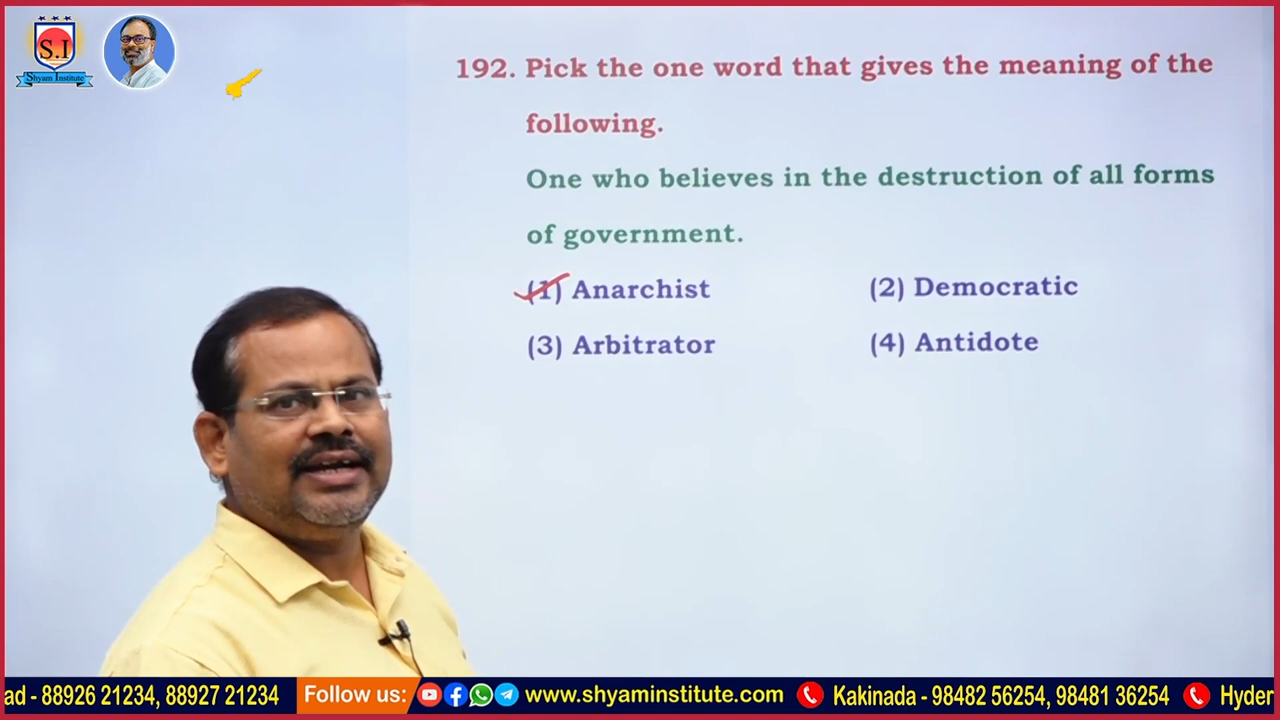 S.I
Shyam Institute
192. Pick the one word that gives the meaning of the
following.
One who believes in the destruction of all forms
of government.
(1) Anarchist
(2) Democratic
(3) Arbitrator
(4) Antidote
ad - 88926 21234, 88927 21234
Follow us:
www.shyaminstitute.com
Kakinada - 98482 56254, 98481 36254
Hyder